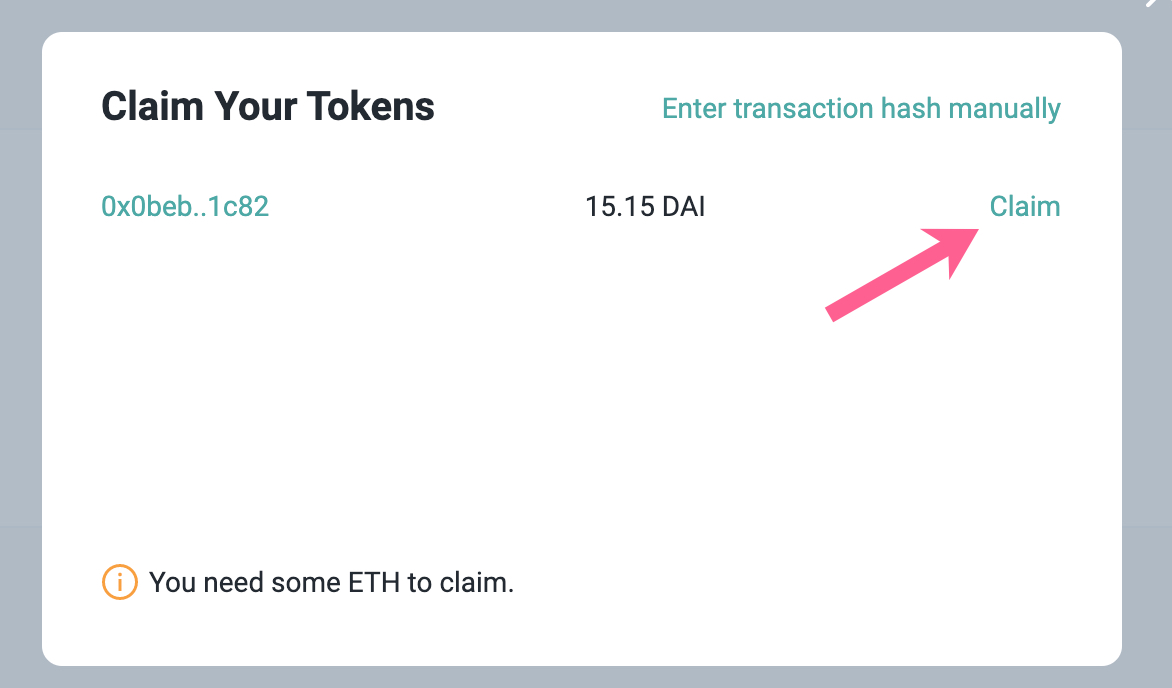 Claim Your Tokens
Enter transaction hash manually
0x0beb..1c82 15.15 DAI Claim
You need some ETH to claim.